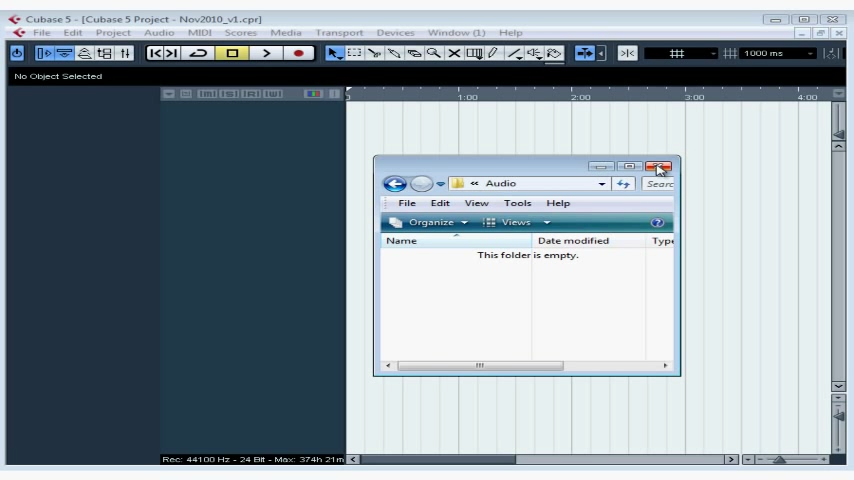 Cubase 5 - [Cubase 5 Project - Nov2010_v1.cpr]
File Edit Project Audio MIDI Scores Media Transport Devices Window (1) Help
1000 ms
No Object Selected
[m] [S] [R] [W]
1:00 2:00 3:00 4:00
« Audio
Searc
File Edit View Tools Help
Organize Views
Name Date modified Type
This folder is empty.
Rec: 44100 Hz - 24 Bit - Max: 374h 21m